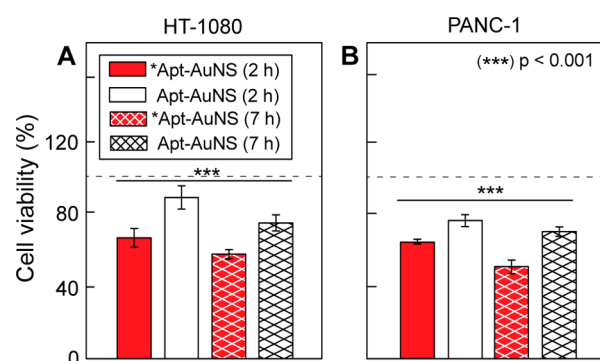 HT-1080
PANC-1
A
*Apt-AuNS (2 h)
Apt-AuNS (2 h)
*Apt-AuNS (7 h)
Apt-AuNS (7 h)
***
B
(***) p < 0.001
***
Cell viability (%)
120
80
40
0